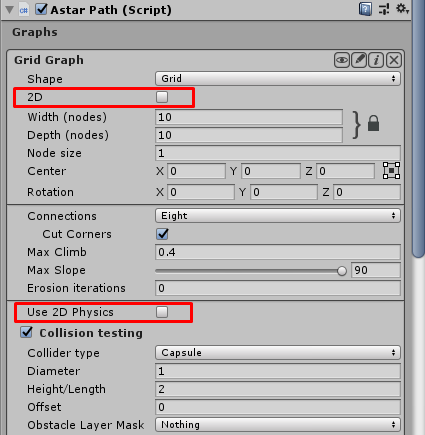 Astar Path (Script)
Graphs
Grid Graph
Shape Grid
2D
Width (nodes) 10
Depth (nodes) 10
Node size 1
Center X 0 Y 0 Z 0
Rotation X 0 Y 0 Z 0
Connections Eight
Cut Corners
Max Climb 0.4
Max Slope 90
Erosion iterations 0
Use 2D Physics
Collision testing
Collider type Capsule
Diameter 1
Height/Length 2
Offset 0
Obstacle Layer Mask Nothing